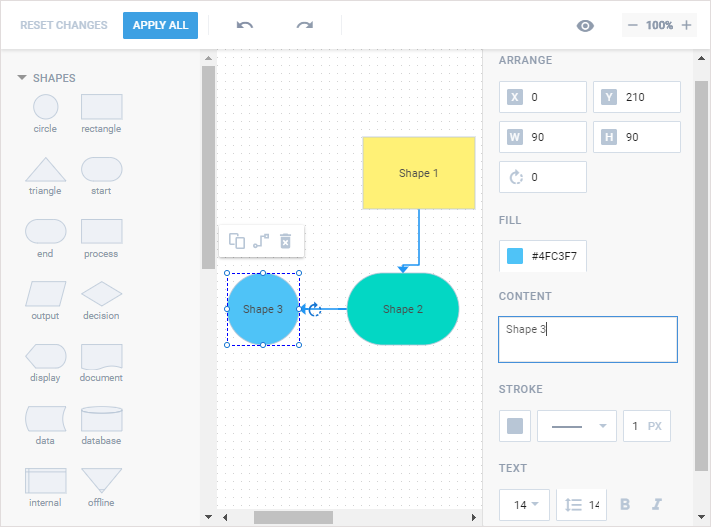 RESET CHANGES
APPLY ALL
100%
SHAPES
circle
rectangle
triangle
start
end
process
output
decision
display
document
data
database
internal
offline
Shape 1
Shape 3
Shape 2
ARRANGE
X 0
Y 210
W 90
H 90
0
FILL
#4FC3F7
CONTENT
Shape 3
STROKE
1 PX
TEXT
14
14
B I